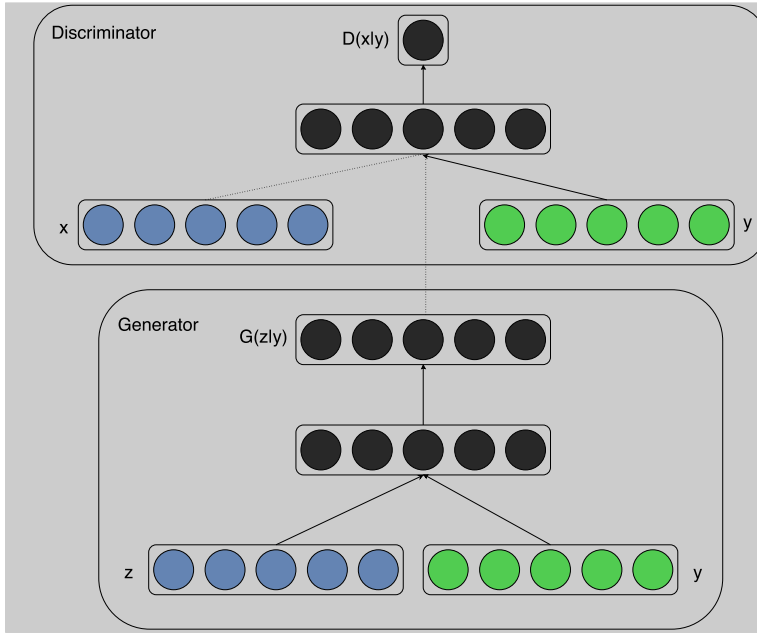 Discriminator
D(x|y)
x
y
Generator
G(z|y)
z
y